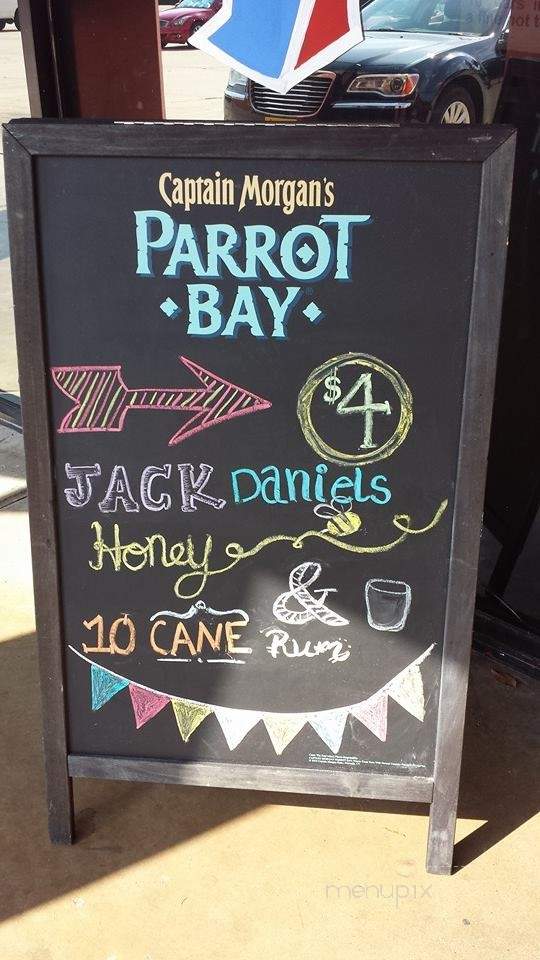 Captain Morgan's
PARROT
BAY
$4
JACK Daniels
Honey
&
10 CANE Rum
menupix